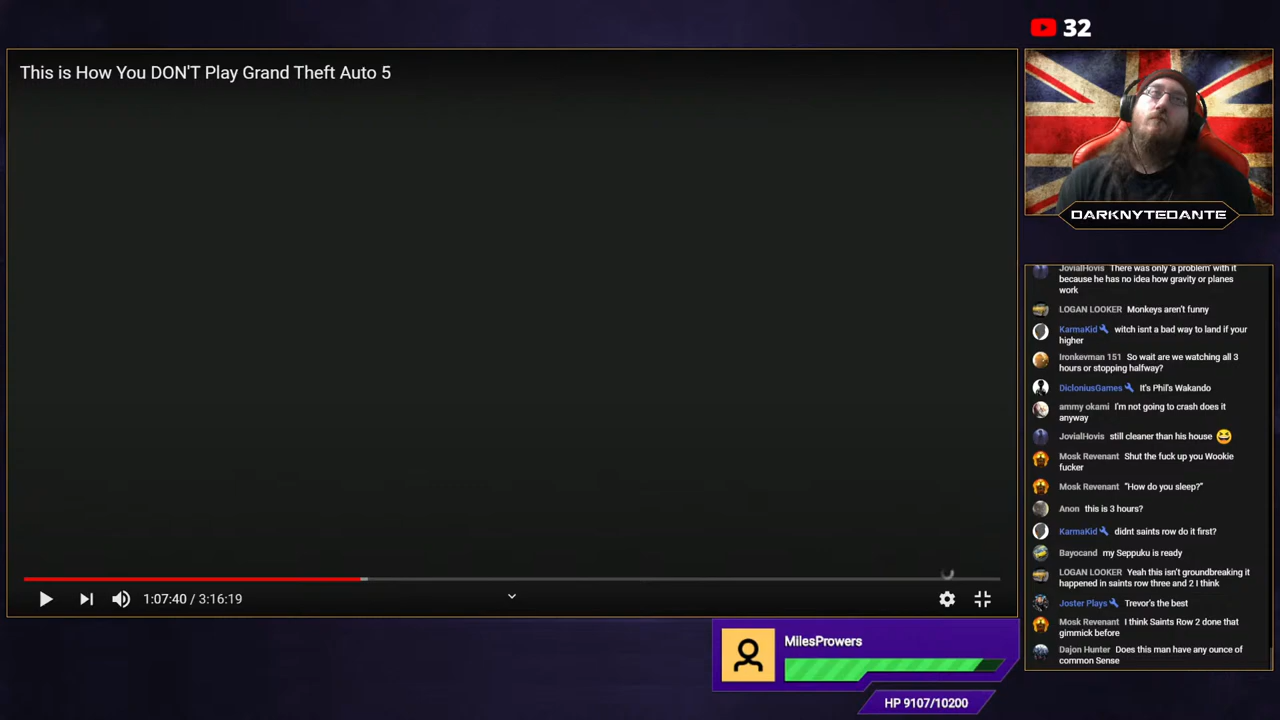 32
This is How You DON'T Play Grand Theft Auto 5
DARKNYTEDANTE
JovialHovis There was only 'a problem' with it
because he has no idea how gravity or planes
work
LOGAN LOOKER Monkeys aren't funny
KarmaKid witch isnt a bad way to land if your
higher
Ironkevman 151 So wait are we watching all 3
hours or stopping halfway?
DicloniusGames It's Phil's Wakando
ammy okami I'm not going to crash does it
anyway
JovialHovis still cleaner than his house
Mosk Revenant Shut the fuck up you Wookie
fucker
Mosk Revenant "How do you sleep?"
Anon this is 3 hours?
KarmaKid didnt saints row do it first?
Bayocand my Seppuku is ready
LOGAN LOOKER Yeah this isn't groundbreaking it
happened in saints row three and 2 I think
Joster Plays Trevor's the best
Mosk Revenant I think Saints Row 2 done that
gimmick before
Dajon Hunter Does this man have any ounce of
common Sense
1:07:40 / 3:16:19
MilesProwers
HP 9107/10200